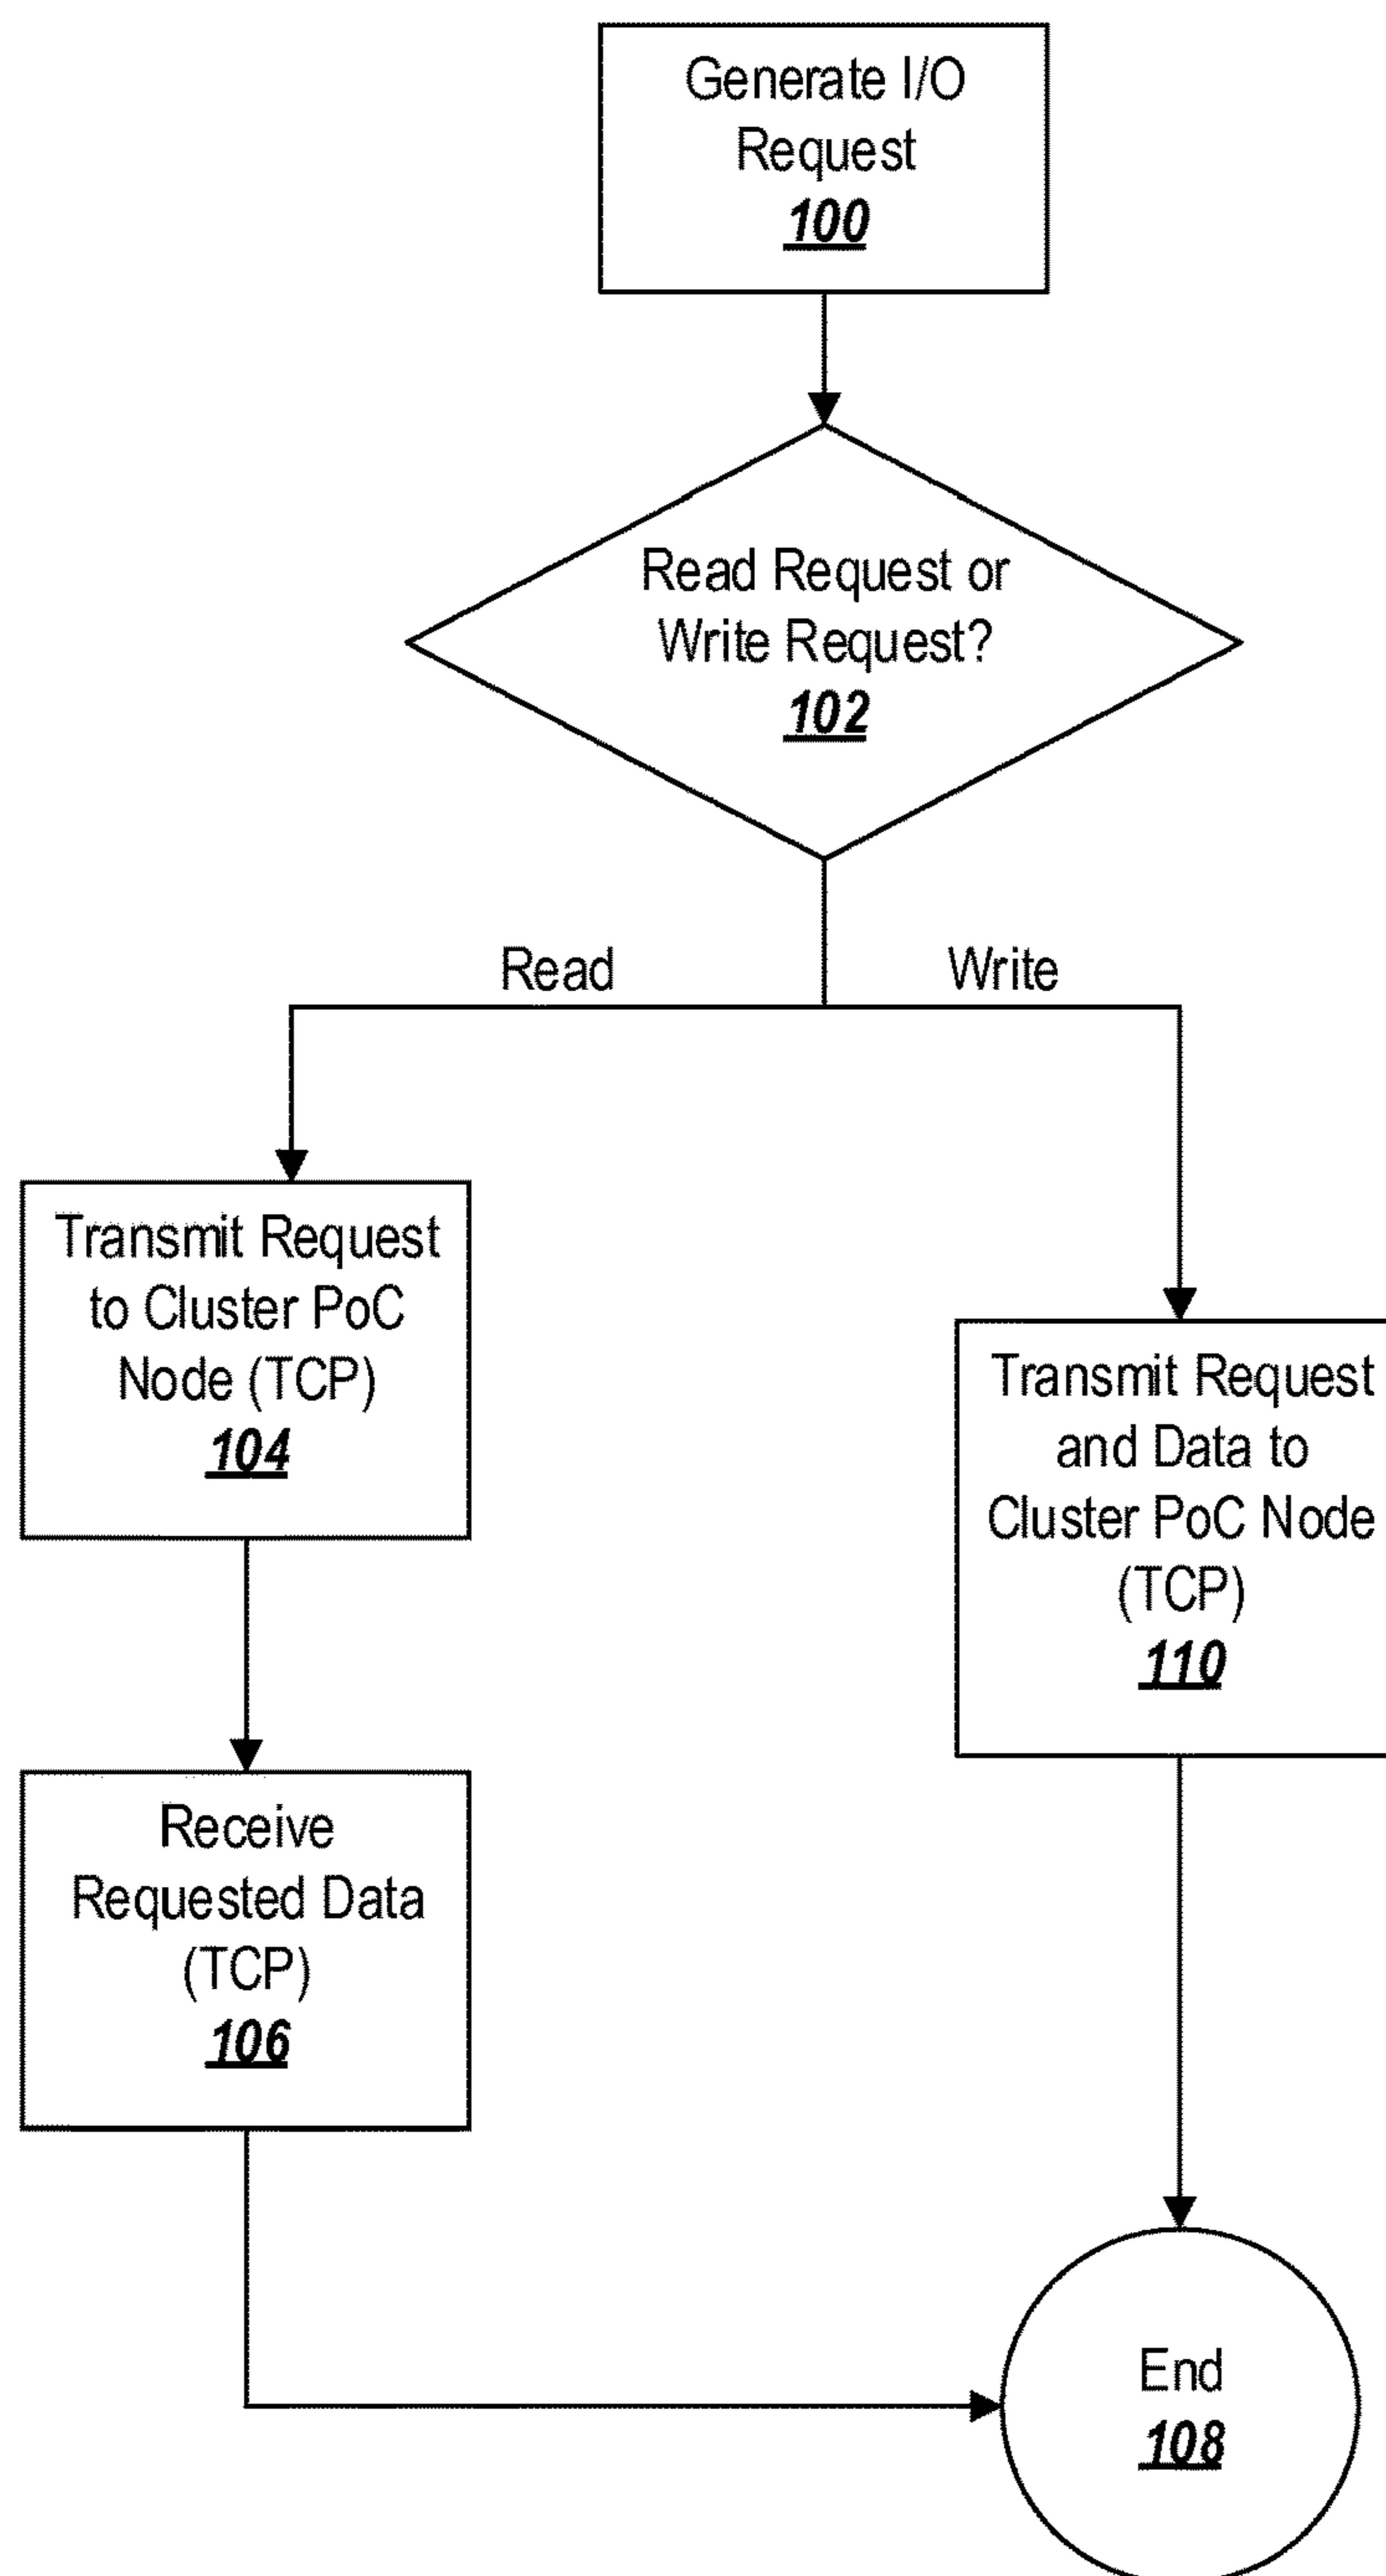 Generate I/O
Request
100
Read Request or
Write Request?
102
Read
Write
Transmit Request
to Cluster PoC
Node (TCP)
104
Transmit Request
and Data to
Cluster PoC Node
(TCP)
110
Receive
Requested Data
(TCP)
106
End
108